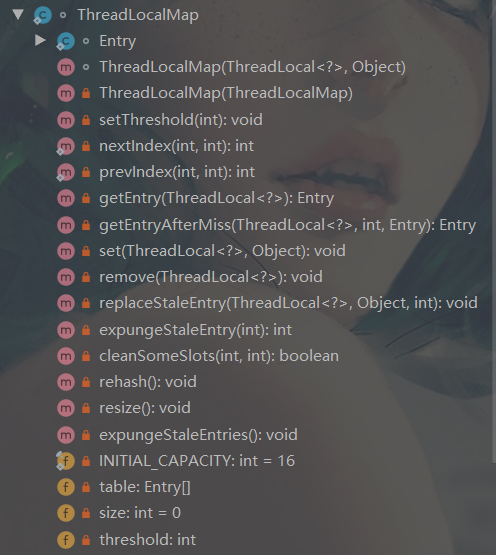 ThreadLocalMap
Entry
ThreadLocalMap(ThreadLocal<?>, Object)
ThreadLocalMap(ThreadLocalMap)
setThreshold(int): void
nextIndex(int, int): int
prevIndex(int, int): int
getEntry(ThreadLocal<?>): Entry
getEntryAfterMiss(ThreadLocal<?>, int, Entry): Entry
set(ThreadLocal<?>, Object): void
remove(ThreadLocal<?>): void
replaceStaleEntry(ThreadLocal<?>, Object, int): void
expungeStaleEntry(int): int
cleanSomeSlots(int, int): boolean
rehash(): void
resize(): void
expungeStaleEntries(): void
INITIAL_CAPACITY: int = 16
table: Entry[]
size: int = 0
threshold: int